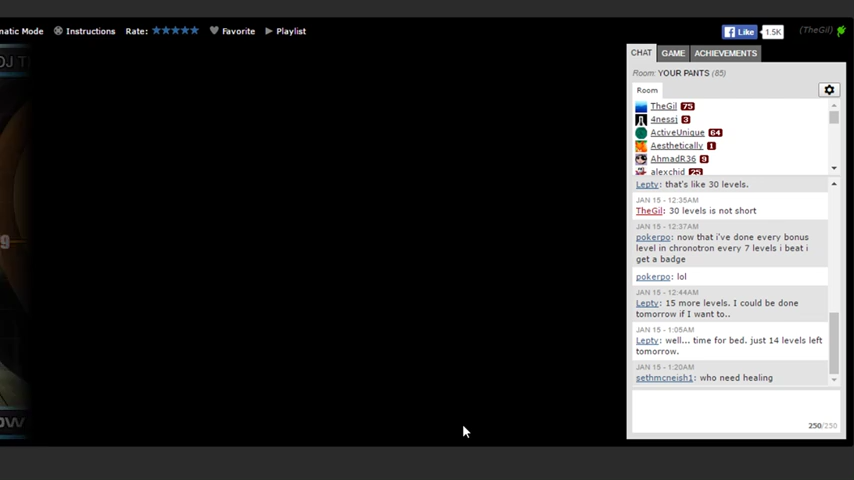 natic Mode Instructions Rate: Favorite Playlist Like 1.5K (TheGil)
DJ T
CHAT GAME ACHIEVEMENTS
Room: YOUR PANTS (85)
Room
TheGil 75
4nessj 3
ActiveUnique 64
Aesthetically 1
AhmadR36 9
alexchid 25
Lepty: that's like 30 levels.
JAN 15 - 12:35AM
TheGil: 30 levels is not short
JAN 15 - 12:37AM
pokerpo: now that i've done every bonus
level in chronotron every 7 levels i beat i
get a badge
pokerpo: lol
JAN 15 - 12:44AM
Lepty: 15 more levels. I could be done
tomorrow if I want to..
JAN 15 - 1:05AM
Lepty: well... time for bed. just 14 levels left
tomorrow.
JAN 15 - 1:20AM
sethmcneish1: who need healing
9
OW
250/250